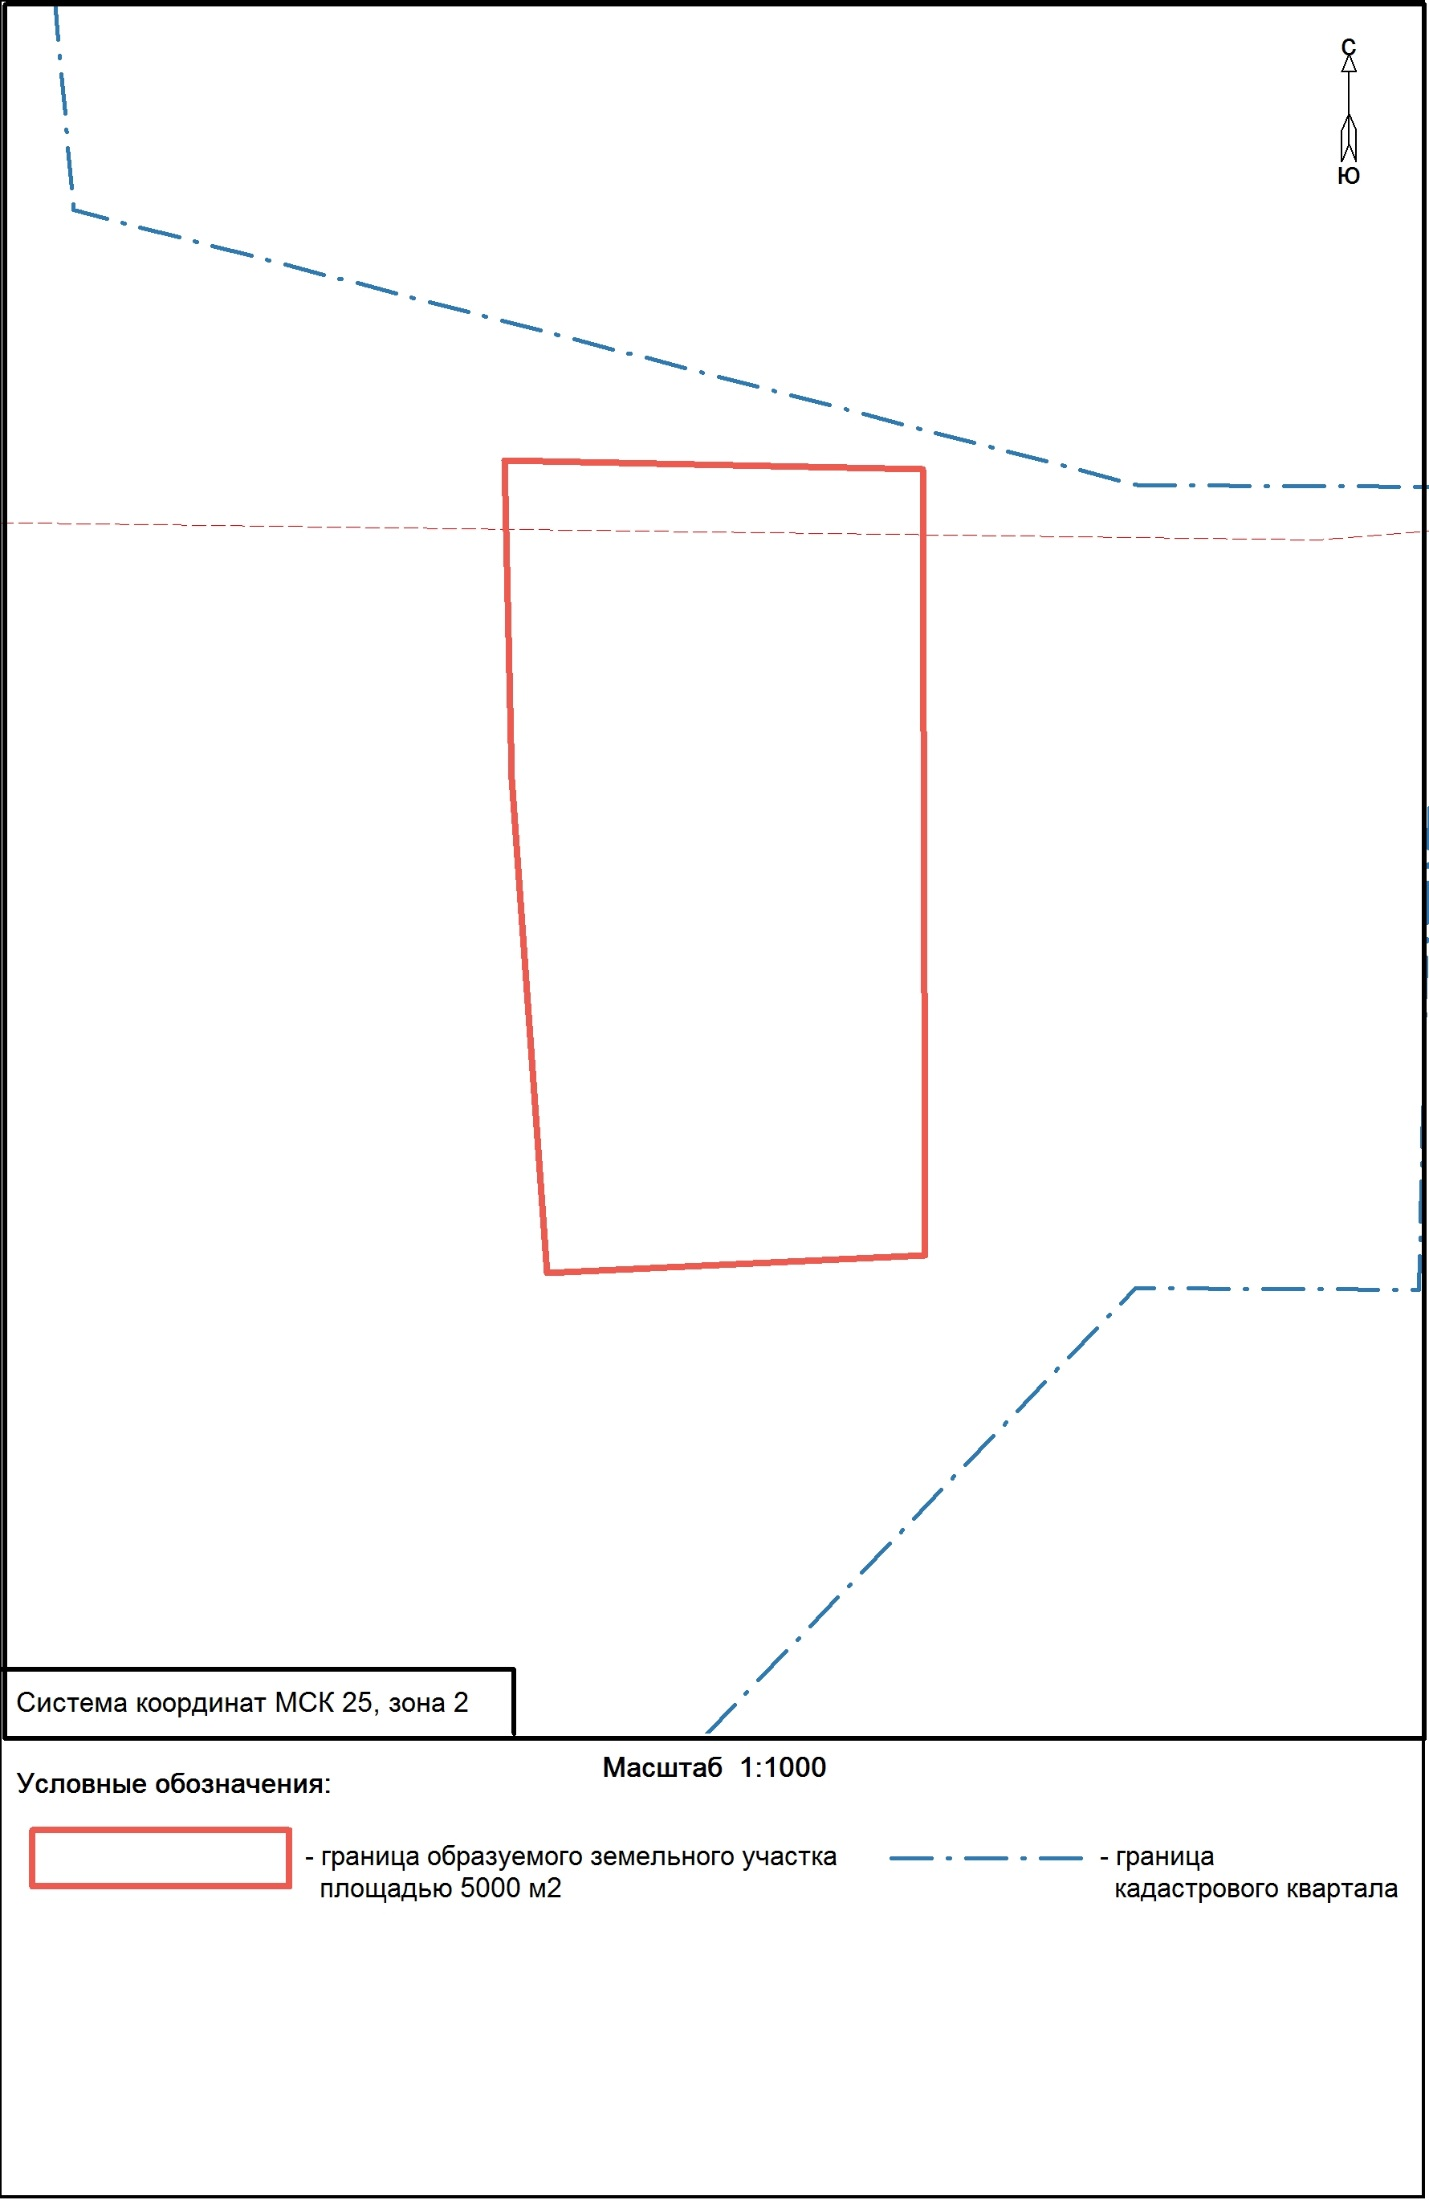 С
Ю
Система координат МСК 25, зона 2
Масштаб 1:1000
Условные обозначения:
- граница образуемого земельного участка
площадью 5000 м2
- граница
кадастрового квартала